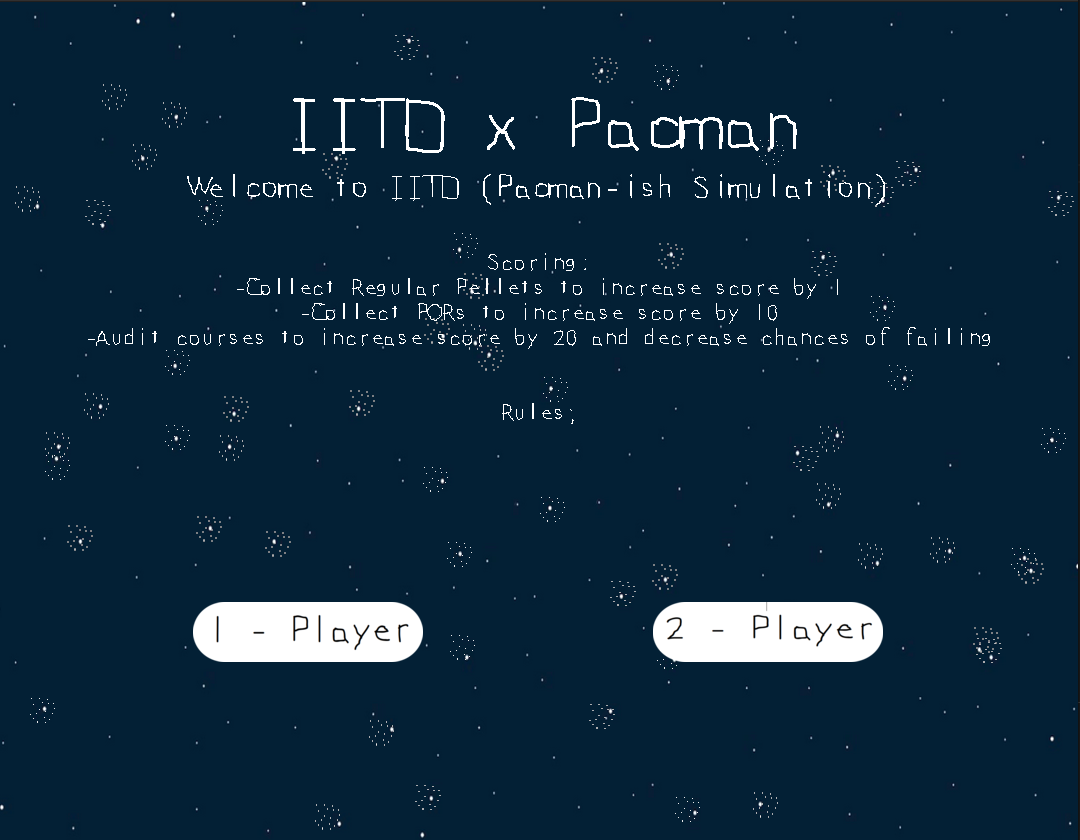 IITD x Pacman
Welcome to IITD (Pacman-ish Simulation)
Scoring:
-Collect Regular Pellets to increase score by 1
-Collect PORs to increase score by 10
-Audit courses to increase score by 20 and decrease chances of failing
Rules;
1 - Player
2 - Player